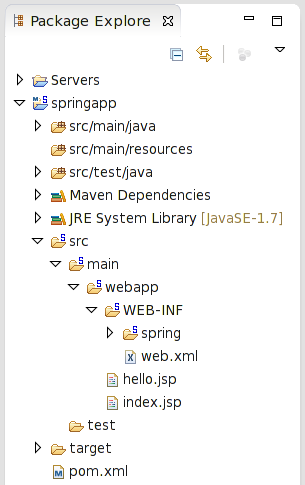 Package Explore
Servers
springapp
src/main/java
src/main/resources
src/test/java
Maven Dependencies
JRE System Library [JavaSE-1.7]
src
main
webapp
WEB-INF
spring
web.xml
hello.jsp
index.jsp
test
target
pom.xml